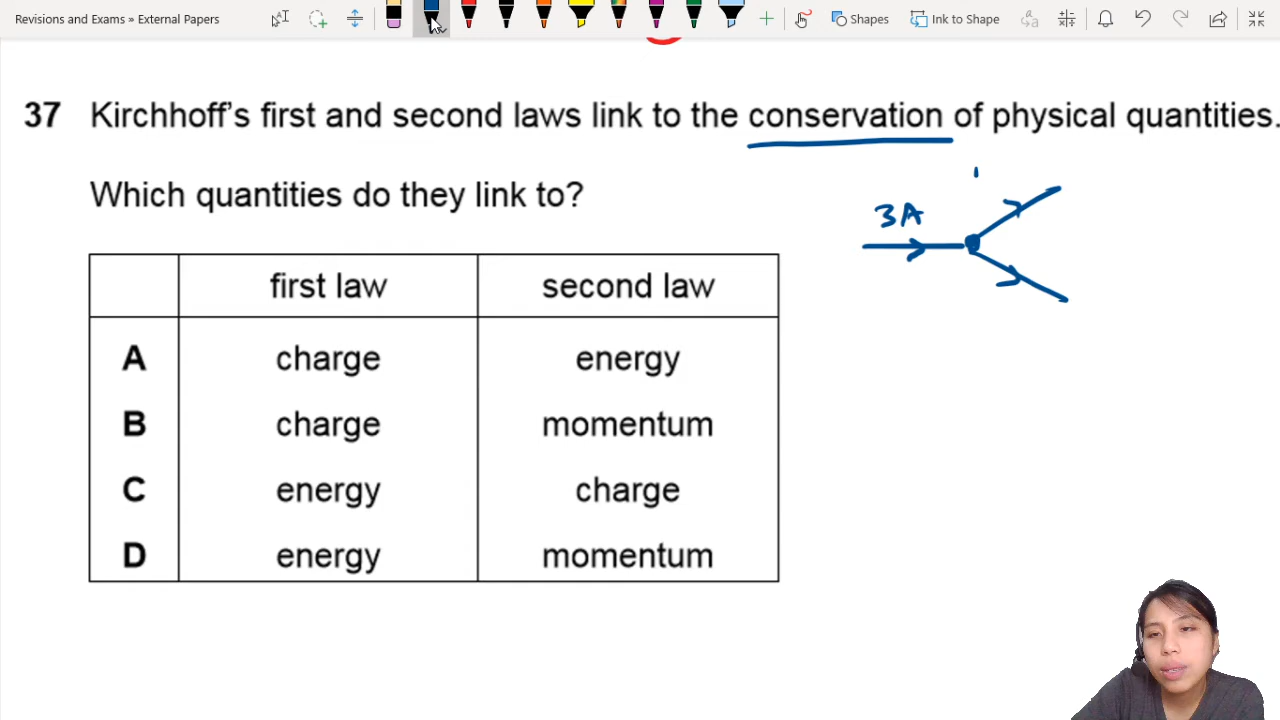 Revisions and Exams » External Papers
Shapes
Ink to Shape
37 Kirchhoff's first and second laws link to the conservation of physical quantities.
Which quantities do they link to?
3A
first law second law
A charge energy
B charge momentum
C energy charge
D energy momentum